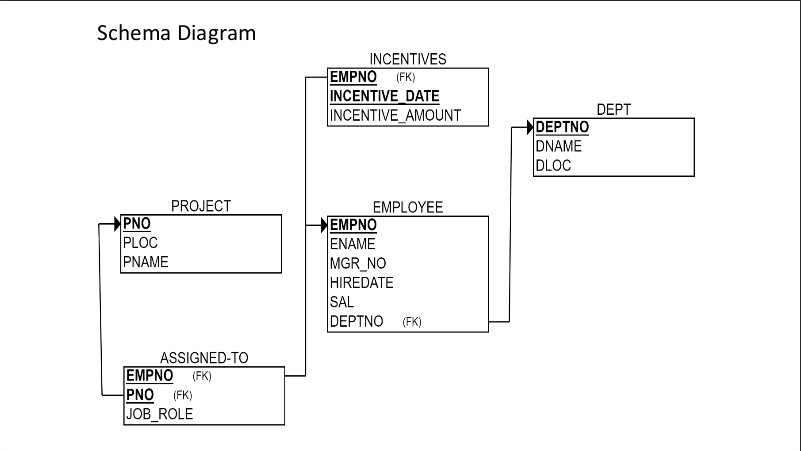 Schema Diagram
INCENTIVES
EMPNO (FK)
INCENTIVE_DATE
INCENTIVE_AMOUNT
DEPT
DEPTNO
DNAME
DLOC
PROJECT
PNO
PLOC
PNAME
EMPLOYEE
EMPNO
ENAME
MGR_NO
HIREDATE
SAL
DEPTNO (FK)
ASSIGNED-TO
EMPNO (FK)
PNO (FK)
JOB_ROLE